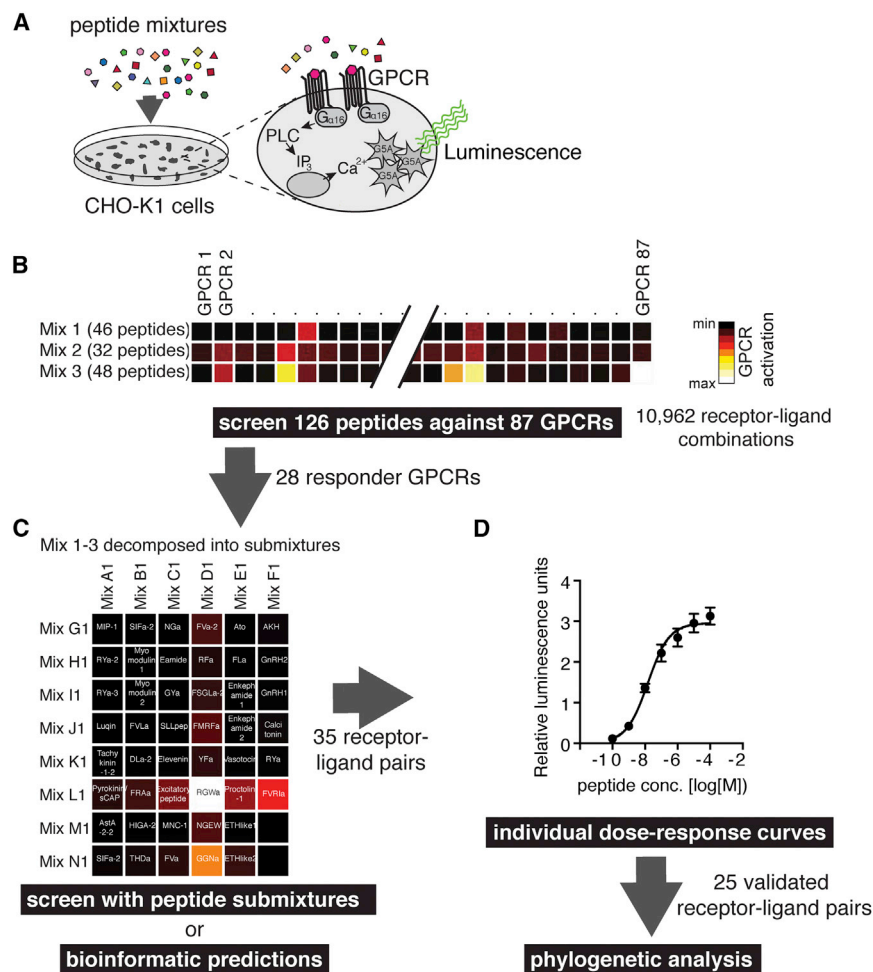 A
peptide mixtures
GPCR
Gα16
Gα16
PLC
IP3
Ca2+
G5A
G5A
G5A
Luminescence
CHO-K1 cells
B
GPCR 1
GPCR 2
GPCR 87
Mix 1 (46 peptides)
Mix 2 (32 peptides)
Mix 3 (48 peptides)
min
max
GPCR
activation
screen 126 peptides against 87 GPCRs
10,962 receptor-ligand
combinations
28 responder GPCRs
C
Mix 1-3 decomposed into submixtures
Mix A1
Mix B1
Mix C1
Mix D1
Mix E1
Mix F1
Mix G1 MIP-1 SIFa-2 NGa FVa-2 Ato AKH
Mix H1 RYa-2 Myo modulin 1 Eamide RFa FLa GnRH2
Mix I1 RYa-3 Myo modulin 2 GYa FSGLa-2 Enkeph amide 1 GnRH1
Mix J1 Luqin FVLa SLLpep FMRFa Enkeph amide 2 Calci tonin
Mix K1 Tachy kinin -1-2 DLa-2 Elevenin YFa Vasotocin RYa
Mix L1 Pyrokinin/ sCAP FRAa Excitatory peptide RGWa Proctolin -1 FVRIa
Mix M1 AstA -2-2 HIGA-2 MNC-1 NGEW ETHlike1
Mix N1 SIFa-2 THDa FVa GGNa ETHlike2
screen with peptide submixtures
or
bioinformatic predictions
35 receptor-
ligand pairs
D
Relative luminescence units
4
3
2
1
0
-12 -10 -8 -6 -4 -2
peptide conc. [log[M])
individual dose-response curves
25 validated
receptor-ligand pairs
phylogenetic analysis